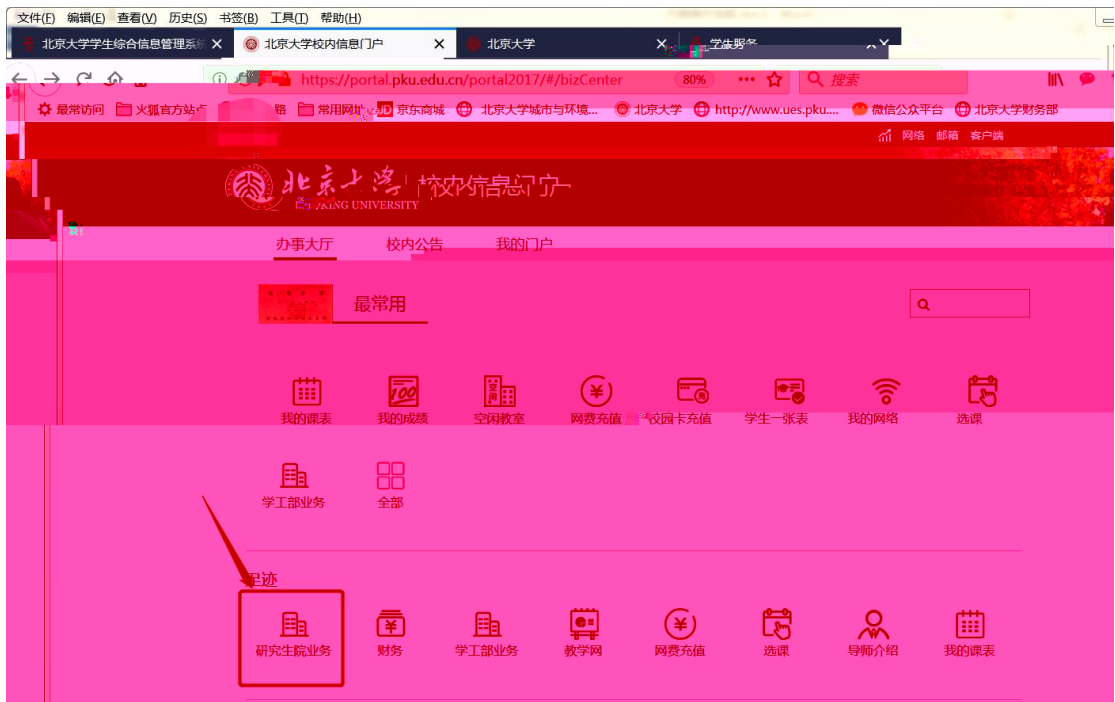 文件(F) 编辑(E) 查看(V) 历史(S) 书签(B) 工具(T) 帮助(H)
北京大学学生综合信息管理系统 北京大学校内信息门户 北京大学
https://portal.pku.edu.cn/portal2017/#/bizCenter 80% 搜索
最常访问 火狐官方站点 常用网址 京东商城 北京大学城市与环境... 北京大学 http://www.ues.pku.... 微信公众平台 北京大学财务部
网络 邮箱 客户端
北京大学 校内信息门户
UNIVERSITY
办事大厅 校内公告 我的门户
最常用
我的课表 我的成绩 空闲教室 网费充值 校园卡充值 学生一张表 我的网络 选课
学工部业务 全部
足迹
研究生院业务 财务 学工部业务 教学网 网费充值 选课 导师介绍 我的课表